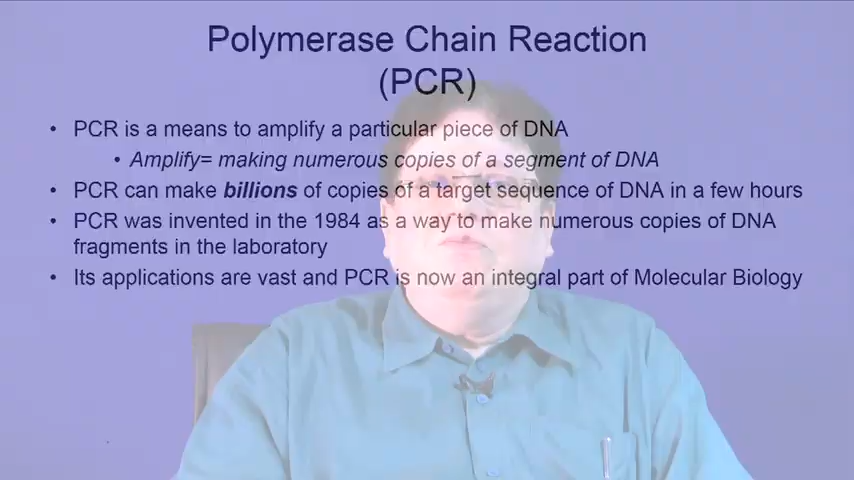 Polymerase Chain Reaction
(PCR)
• PCR is a means to amplify a particular piece of DNA
• Amplify= making numerous copies of a segment of DNA
• PCR can make billions of copies of a target sequence of DNA in a few hours
• PCR was invented in the 1984 as a way to make numerous copies of DNA
fragments in the laboratory
• Its applications are vast and PCR is now an integral part of Molecular Biology